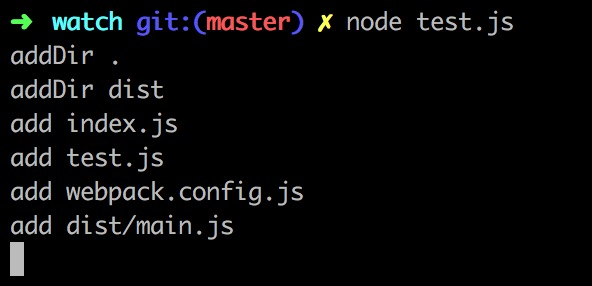 ➜ watch git:(master) ✗ node test.js
addDir .
addDir dist
add index.js
add test.js
add webpack.config.js
add dist/main.js